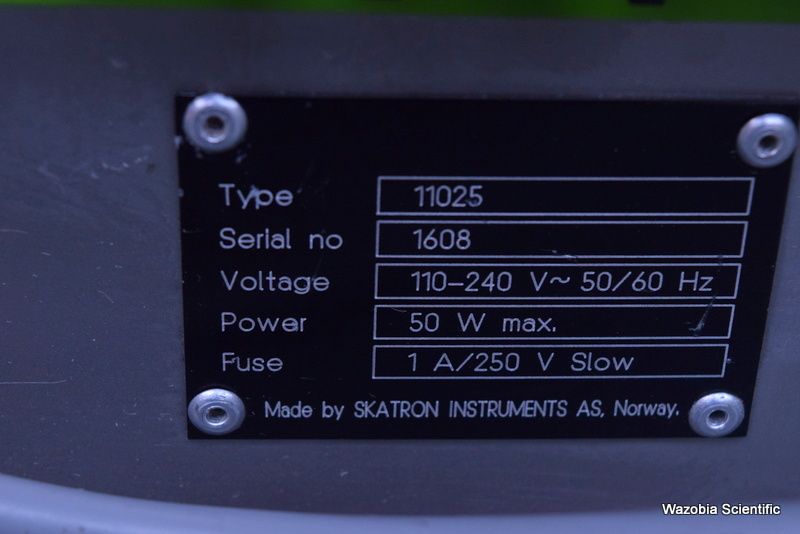 Type 11025
Serial no 1608
Voltage 110-240 V~ 50/60 Hz
Power 50 W max.
Fuse 1 A/250 V Slow
Made by SKATRON INSTRUMENTS AS, Norway.
Wazobia Scientific